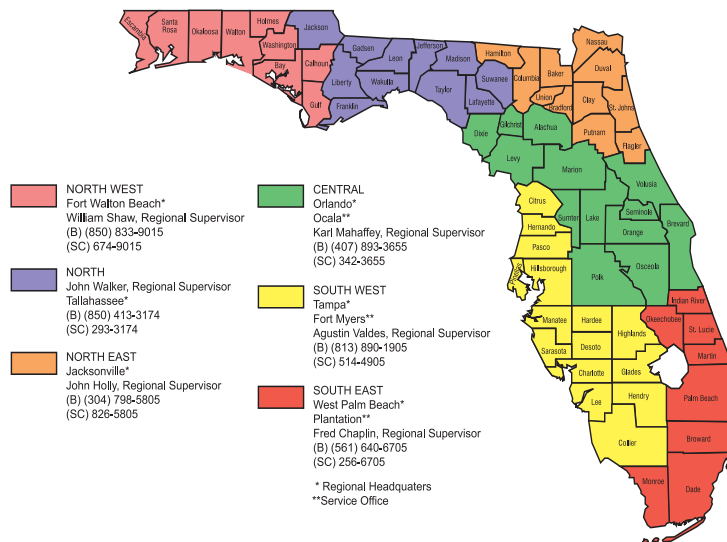 Escambia
Santa
Rosa
Okaloosa
Walton
Holmes
Washington
Bay
Jackson
Calhoun
Gulf
Gadsen
Liberty
Franklin
Leon
Wakulla
Jefferson
Madison
Taylor
Hamilton
Suwanee
Lafayette
Columbia
Baker
Nassau
Duval
Union
Bradford
Clay
St. Johns
Putnam
Flagler
Dixie
Gilchrist
Alachua
Levy
Marion
Volusia
Citrus
Hernando
Sumter
Lake
Seminole
Orange
Brevard
Pasco
Pinellas
Hillsborough
Polk
Osceola
Indian River
Manatee
Hardee
Highlands
Okeechobee
St. Lucie
Sarasota
Desoto
Martin
Charlotte
Glades
Palm Beach
Lee
Hendry
Collier
Broward
Monroe
Dade
NORTH WEST
Fort Walton Beach*
William Shaw, Regional Supervisor
(B) (850) 833-9015
(SC) 674-9015
NORTH
John Walker, Regional Supervisor
Tallahassee*
(B) (850) 413-3174
(SC) 293-3174
NORTH EAST
Jacksonville*
John Holly, Regional Supervisor
(B) (304) 798-5805
(SC) 826-5805
CENTRAL
Orlando*
Ocala**
Karl Mahaffey, Regional Supervisor
(B) (407) 893-3655
(SC) 342-3655
SOUTH WEST
Tampa*
Fort Myers**
Agustin Valdes, Regional Supervisor
(B) (813) 890-1905
(SC) 514-4905
SOUTH EAST
West Palm Beach*
Plantation**
Fred Chaplin, Regional Supervisor
(B) (561) 640-6705
(SC) 256-6705
* Regional Headquaters
**Service Office